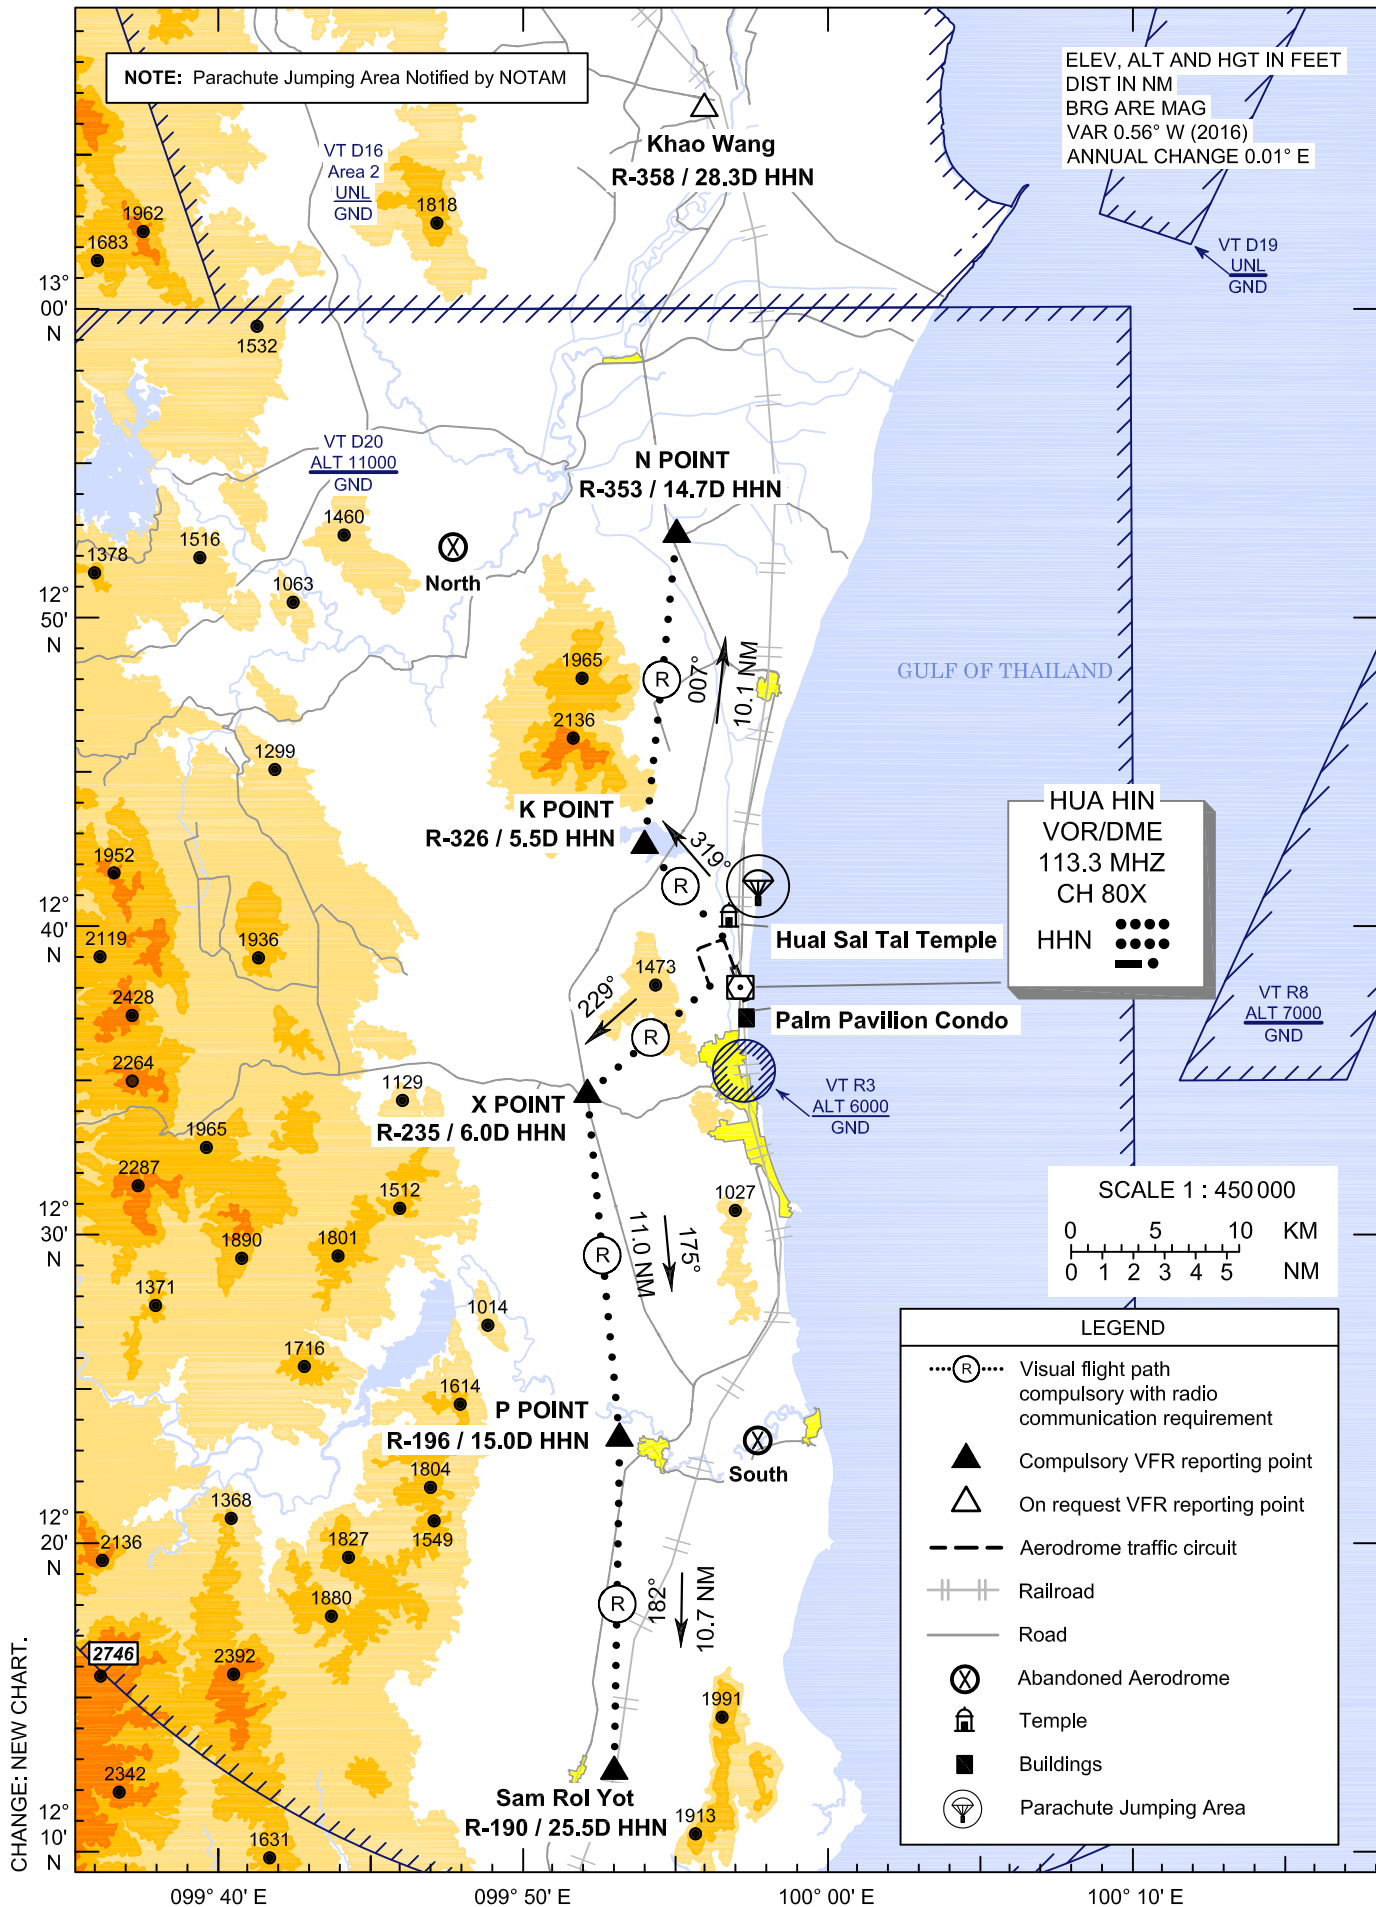 NOTE: Parachute Jumping Area Notified by NOTAM
ELEV, ALT AND HGT IN FEET
DIST IN NM
BRG ARE MAG
VAR 0.56° W (2016)
ANNUAL CHANGE 0.01° E
Khao Wang
R-358 / 28.3D HHN
VT D16
Area 2
UNL
GND
1818
1962
1683
VT D19
UNL
GND
13°
00'
N
1532
VT D20
ALT 11000
GND
N POINT
R-353 / 14.7D HHN
1460
1516
1378
1063
North
12°
50'
N
1965
R
007°
10.1 NM
GULF OF THAILAND
2136
1299
K POINT
R-326 / 5.5D HHN
319°
R
HUA HIN
VOR/DME
113.3 MHZ
CH 80X
HHN
1952
12°
40'
N
2119
1936
Hual Sal Tal Temple
1473
229°
R
2428
Palm Pavilion Condo
VT R8
ALT 7000
GND
2264
1129
X POINT
R-235 / 6.0D HHN
VT R3
ALT 6000
GND
1965
2287
1512
1027
12°
30'
N
1890
1801
R
11.0 NM
175°
SCALE 1 : 450 000
0 5 10 KM
0 1 2 3 4 5 NM
1371
1014
1716
1614
P POINT
R-196 / 15.0D HHN
South
1804
1368
1549
12°
20'
N
2136
1827
1880
R
182°
10.7 NM
2746
2392
1991
2342
Sam Rol Yot
R-190 / 25.5D HHN
1913
12°
10'
N
1631
LEGEND
R Visual flight path
compulsory with radio
communication requirement
Compulsory VFR reporting point
On request VFR reporting point
Aerodrome traffic circuit
Railroad
Road
Abandoned Aerodrome
Temple
Buildings
Parachute Jumping Area
CHANGE: NEW CHART.
099° 40' E
099° 50' E
100° 00' E
100° 10' E